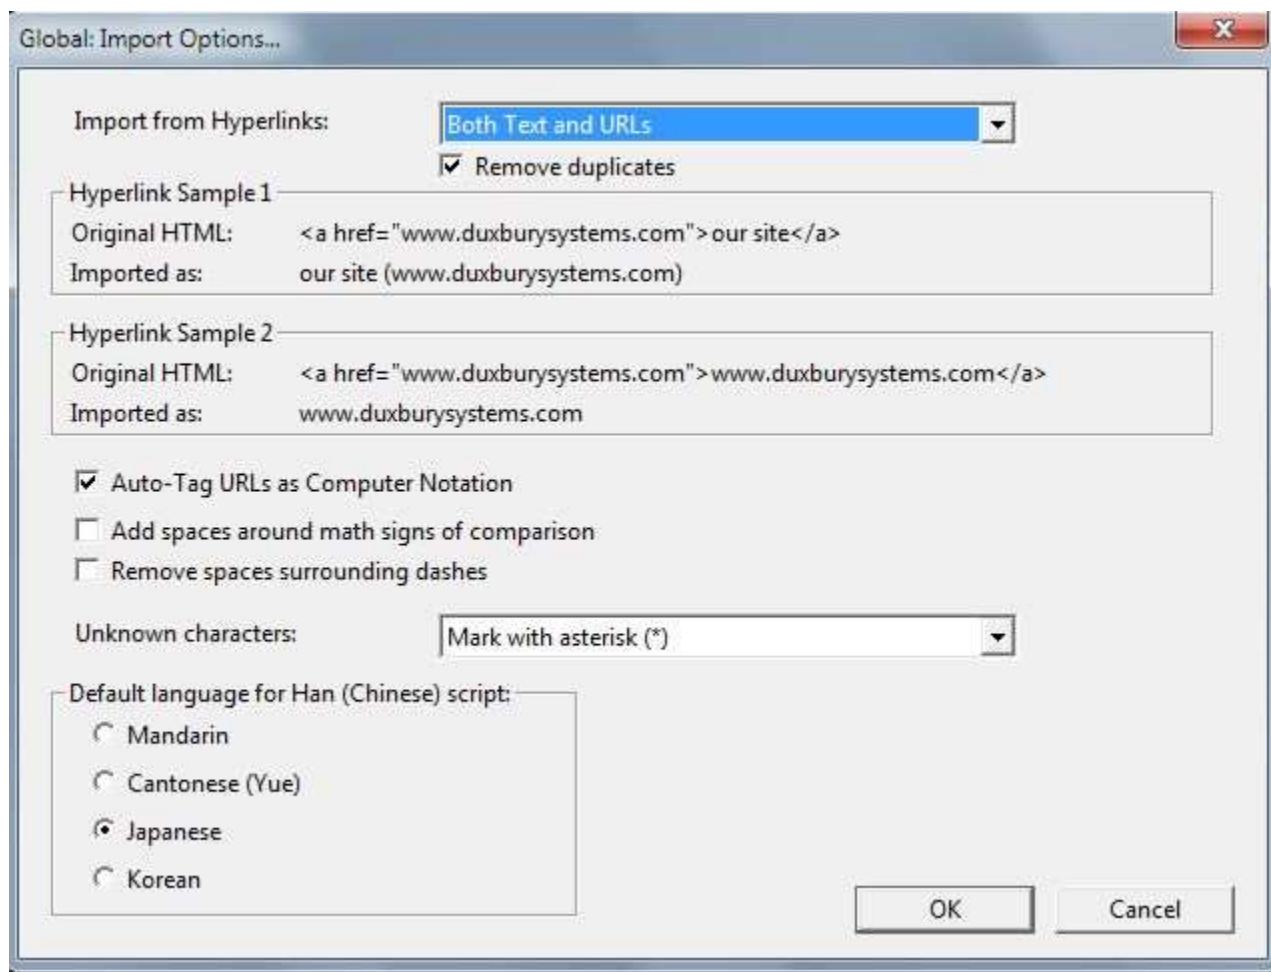 Global: Import Options...
Import from Hyperlinks: Both Text and URLs
Remove duplicates
Hyperlink Sample 1
Original HTML: <a href="www.duxburysystems.com">our site</a>
Imported as: our site (www.duxburysystems.com)
Hyperlink Sample 2
Original HTML: <a href="www.duxburysystems.com">www.duxburysystems.com</a>
Imported as: www.duxburysystems.com
Auto-Tag URLs as Computer Notation
Add spaces around math signs of comparison
Remove spaces surrounding dashes
Unknown characters: Mark with asterisk (*)
Default language for Han (Chinese) script:
Mandarin
Cantonese (Yue)
Japanese
Korean
OK Cancel